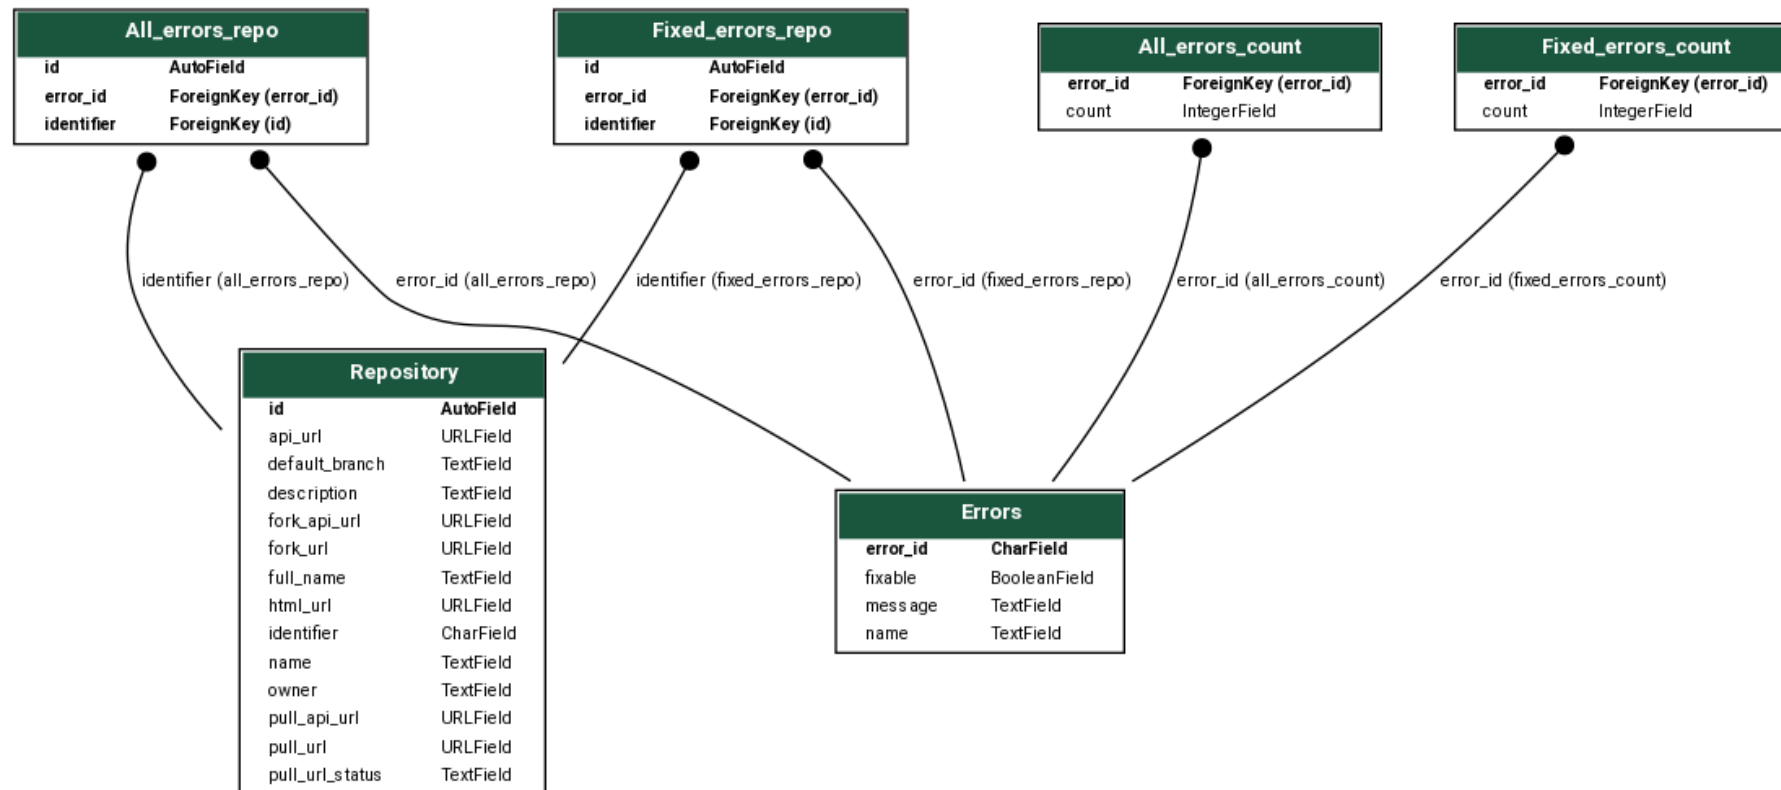 All_errors_repo
id AutoField
error_id ForeignKey (error_id)
identifier ForeignKey (id)
Fixed_errors_repo
id AutoField
error_id ForeignKey (error_id)
identifier ForeignKey (id)
All_errors_count
error_id ForeignKey (error_id)
count IntegerField
Fixed_errors_count
error_id ForeignKey (error_id)
count IntegerField
identifier (all_errors_repo)
error_id (all_errors_repo)
identifier (fixed_errors_repo)
error_id (fixed_errors_repo)
error_id (all_errors_count)
error_id (fixed_errors_count)
Repository
id AutoField
api_url URLField
default_branch TextField
description TextField
fork_api_url URLField
fork_url URLField
full_name TextField
html_url URLField
identifier CharField
name TextField
owner TextField
pull_api_url URLField
pull_url URLField
pull_url_status TextField
Errors
error_id CharField
fixable BooleanField
message TextField
name TextField